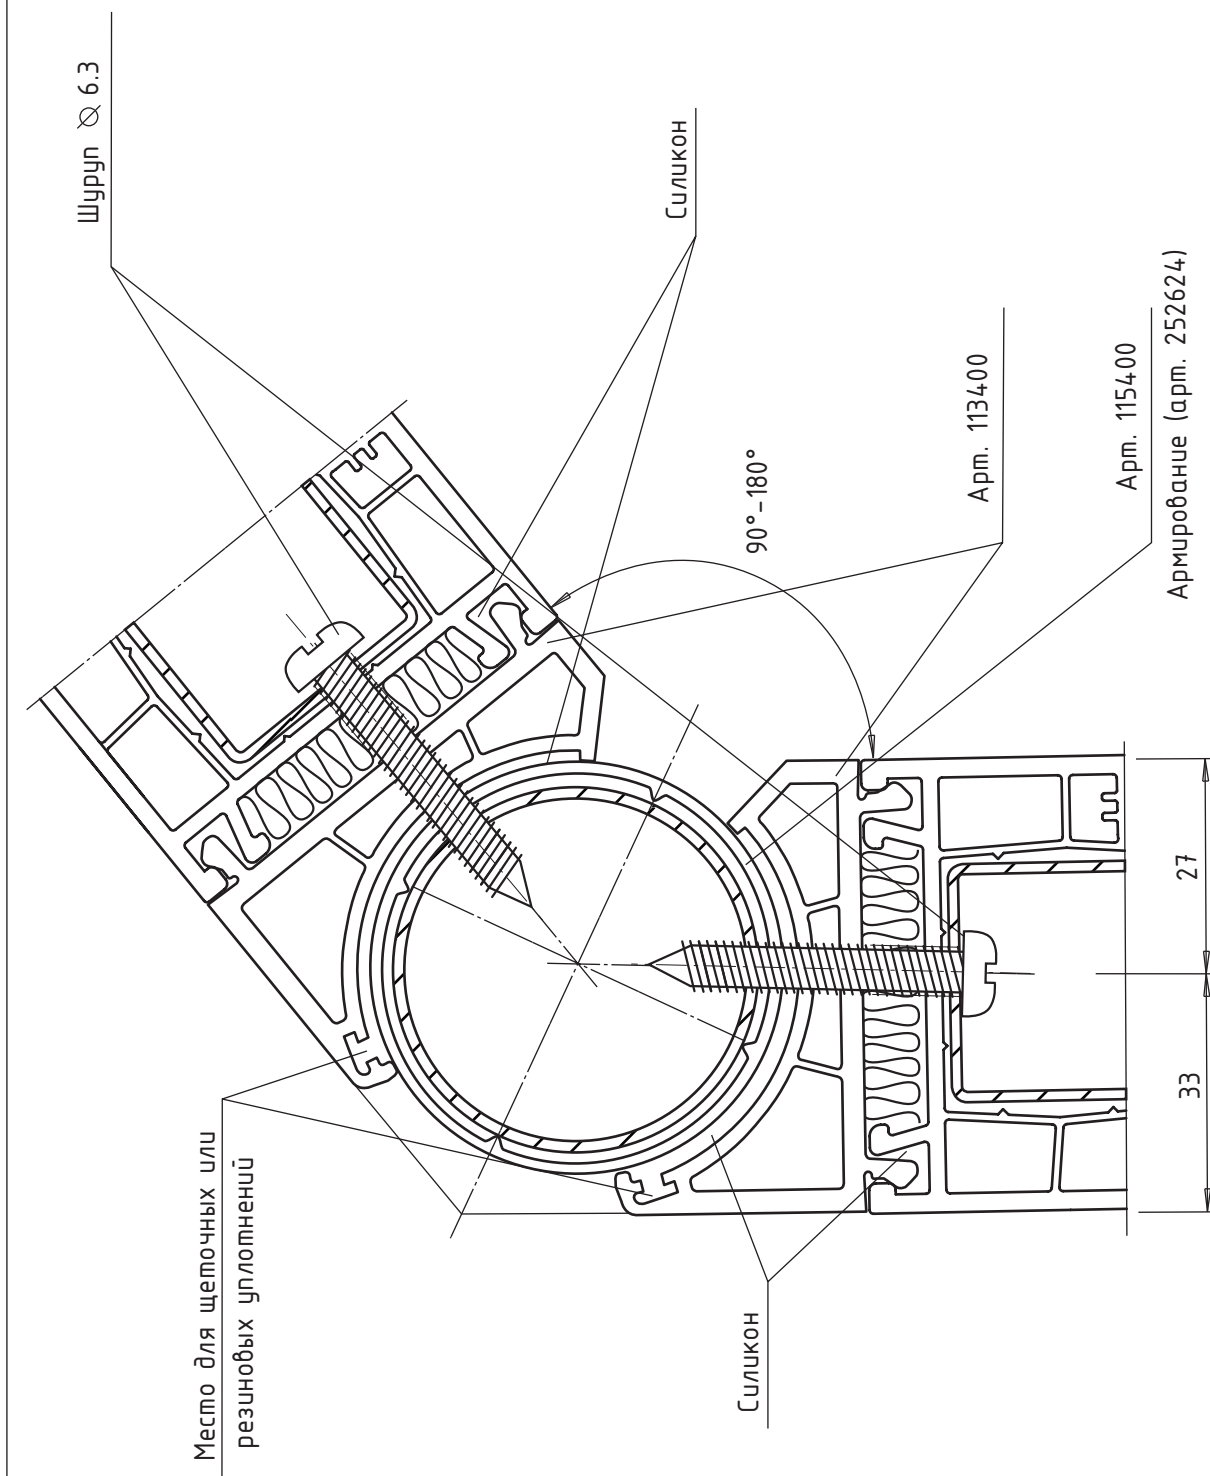 Шуруп ⌀ 6.3
Силикон
90°-180°
Арт. 113400
Арт. 115400
Армирование (арт. 252624)
Место для щеточных или
резиновых уплотнений
Силикон
33
27